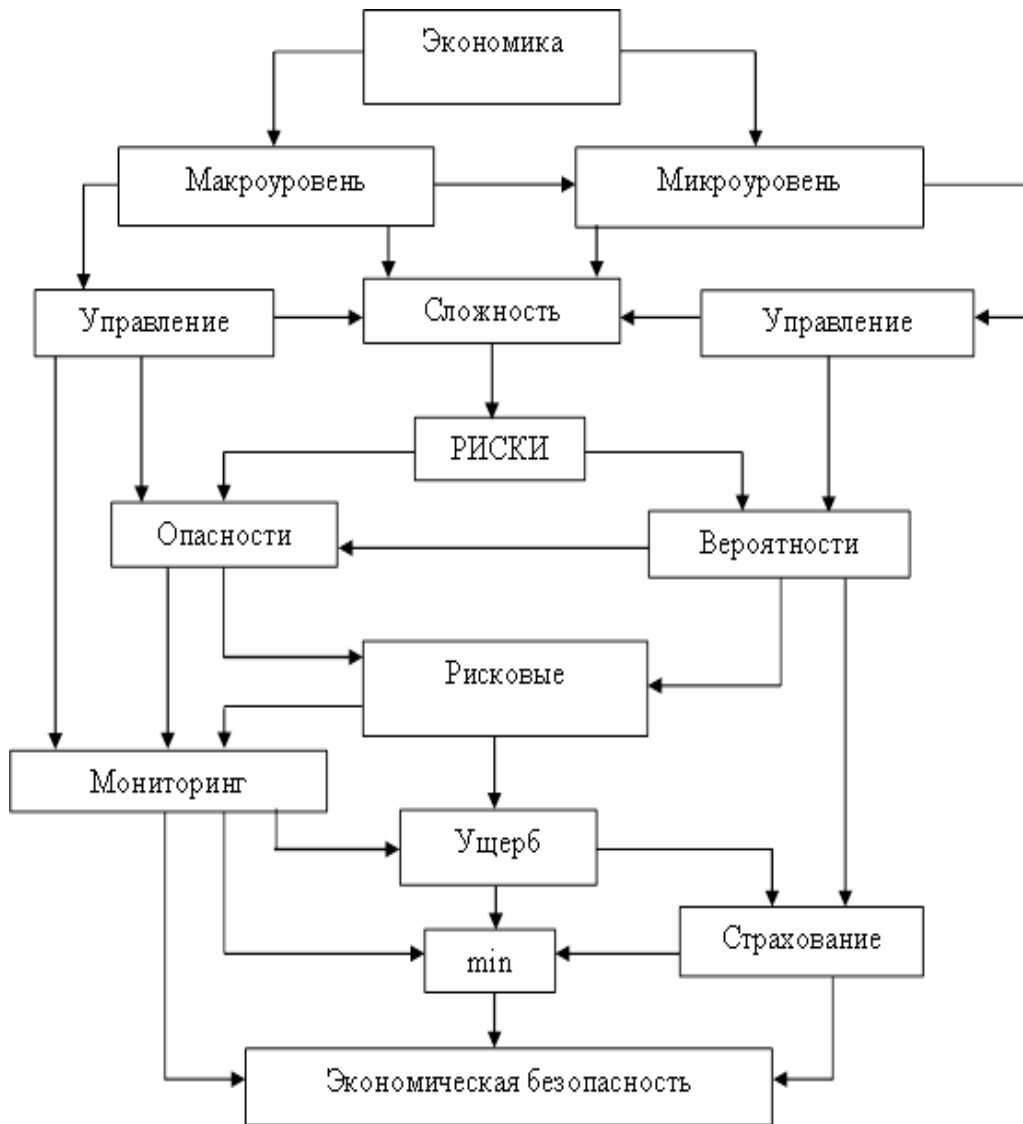 Экономика
Макроуровень
Микроуровень
Управление
Сложность
Управление
РИСКИ
Опасности
Вероятности
Рисковые
Мониторинг
Ущерб
Страхование
min
Экономическая безопасность